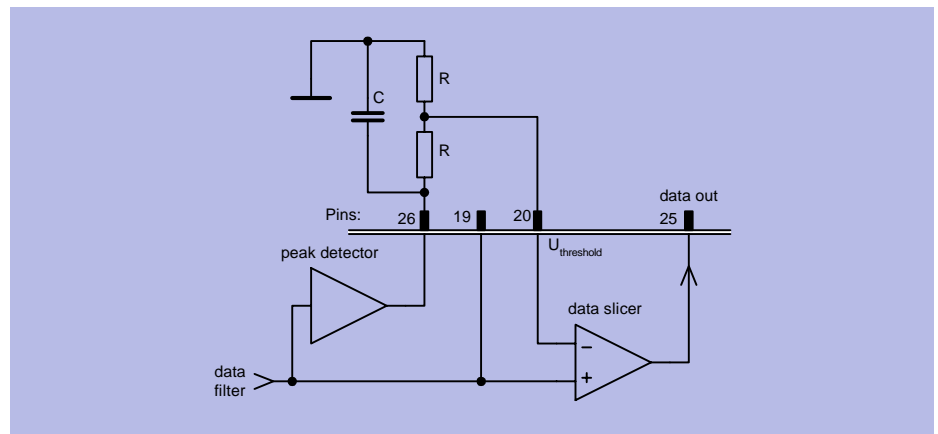 R
C
R
data out
Pins: 26 19 20 25
U threshold
peak detector
data slicer
−
+
data
filter